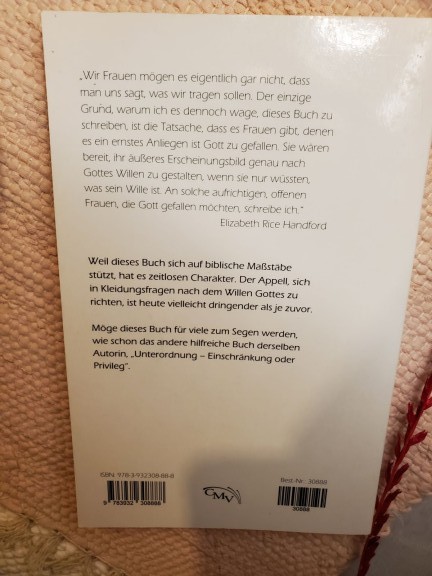 „Wir Frauen mögen es eigentlich gar nicht, dass
man uns sagt, was wir tragen sollen. Der einzige
Grund, warum ich es dennoch wage, dieses Buch zu
schreiben, ist die Tatsache, dass es Frauen gibt, denen
es ein ernstes Anliegen ist Gott zu gefallen. Sie wären
bereit, ihr äußeres Erscheinungsbild genau nach
Gottes Willen zu gestalten, wenn sie nur wüssten,
was sein Wille ist. An solche aufrichtigen, offenen
Frauen, die Gott gefallen möchten, schreibe ich."
Elizabeth Rice Handford
Weil dieses Buch sich auf biblische Maßstäbe
stützt, hat es zeitlosen Charakter. Der Appell, sich
in Kleidungsfragen nach dem Willen Gottes zu
richten, ist heute vielleicht dringender als je zuvor.
Möge dieses Buch für viele zum Segen werden,
wie schon das andere hilfreiche Buch derselben
Autorin, „Unterordnung – Einschränkung oder
Privileg".
ISBN: 978-3-932308-88-8
9 783932 308888
CMV
Best.-Nr.: 30888
30888